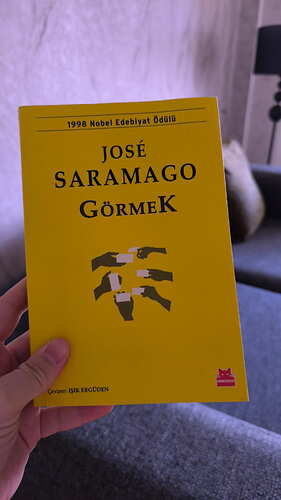 1998 Nobel Edebiyat Ödülü
JOSÉ
SARAMAGO
GÖRMEK
Çeviren: IŞIK ERGÜDEN